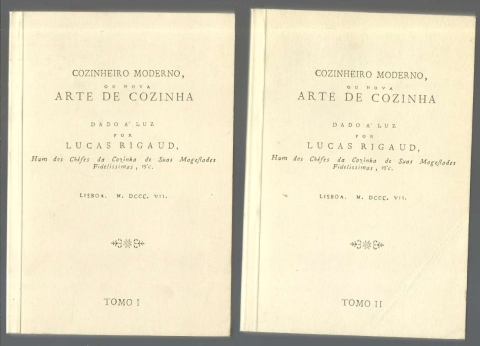 COZINHEIRO MODERNO,
OU NOVA
ARTE DE COZINHA
DADO A' LUZ
POR
LUCAS RIGAUD,
Hum dos Chéfes da Cozinha de Suas Mageſtades
Fidelissimas, &c.
LISBOA. M. DCCC. VII.
TOMO I
COZINHEIRO MODERNO,
OU NOVA
ARTE DE COZINHA
DADO A' LUZ
POR
LUCAS RIGAUD,
Hum dos Chéfes da Cozinha de Suas Mageſtades
Fidelissimas, &c.
LISBOA. M. DCCC. VII.
TOMO II